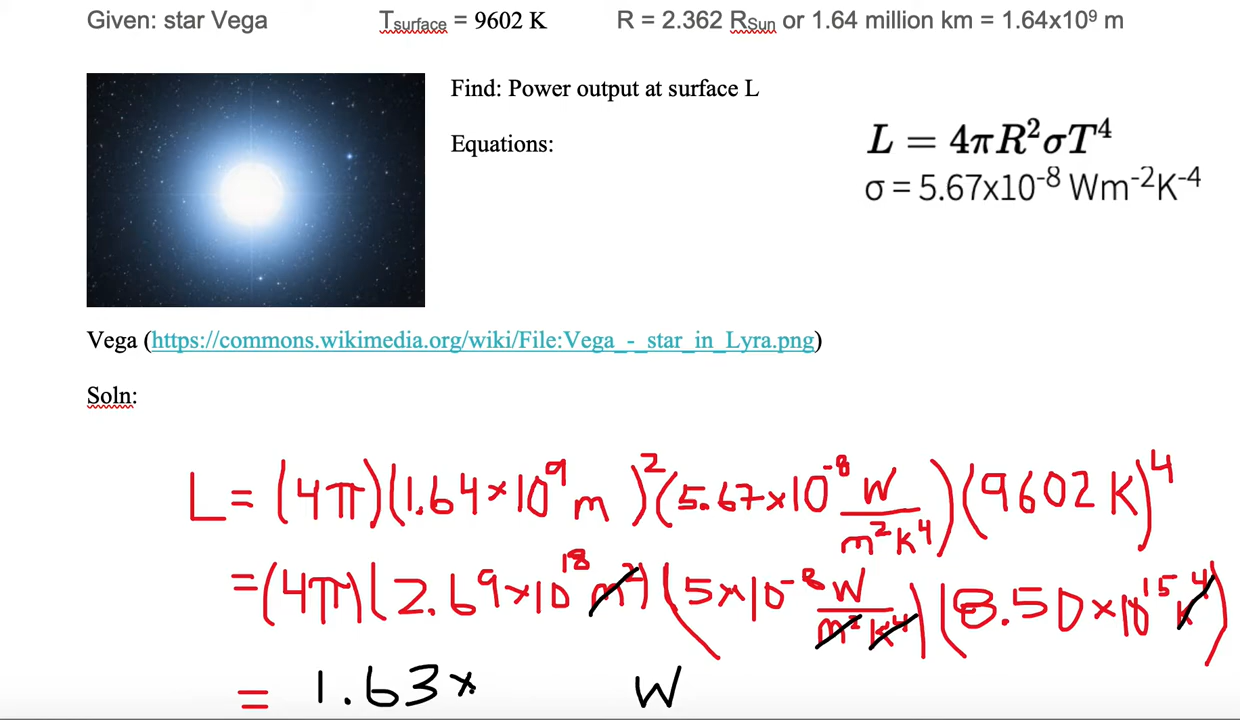 Given: star Vega Tsurface = 9602 K R = 2.362 RSun or 1.64 million km = 1.64x10⁹ m
Find: Power output at surface L
Equations:
L = 4πR²σT⁴
σ = 5.67x10⁻⁸ Wm⁻²K⁻⁴
Vega (https://commons.wikimedia.org/wiki/File:Vega_-_star_in_Lyra.png)
Soln:
L = (4π)(1.64×10⁹ m)²(5.67×10⁻⁸ W/m²K⁴)(9602 K)⁴
= (4π)(2.69×10¹⁸ m²)(5×10⁻⁸ W/m²K⁴)(8.50×10¹⁵ K⁴)
= 1.63× W